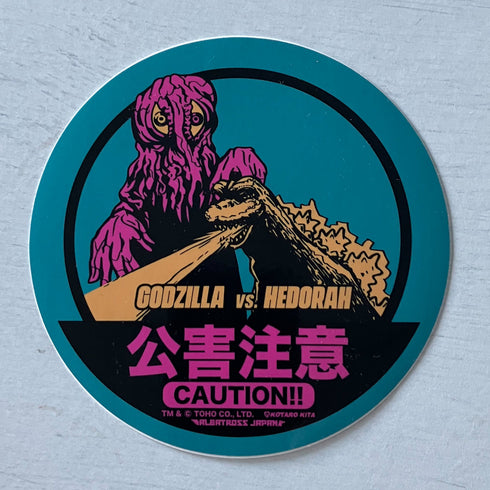 GODZILLA VS. HEDORAH
公害注意
CAUTION!!
TM & © TOHO CO., LTD. KOTARO KITA
ALBATROSS JAPAN